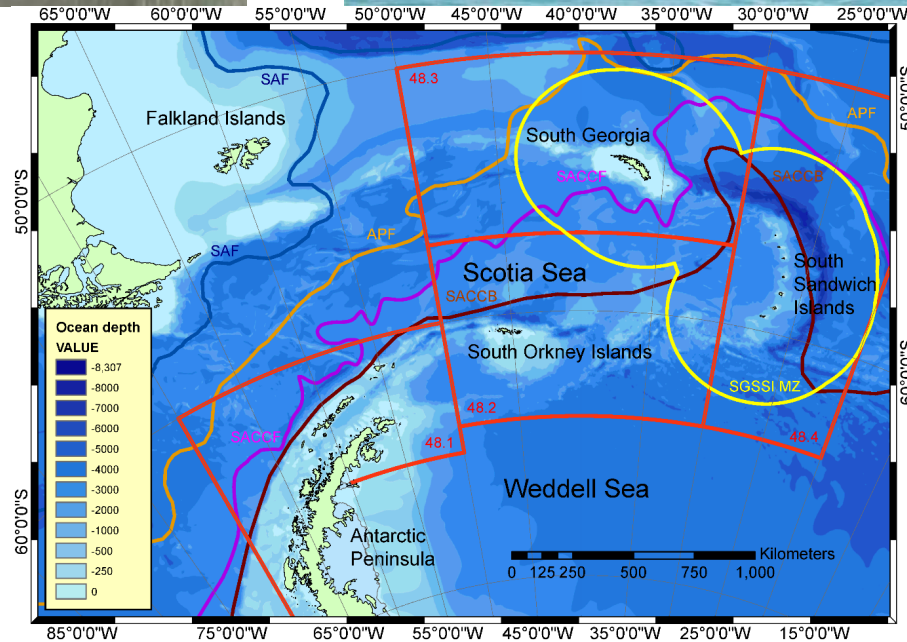 65°0'0"W 60°0'0"W 55°0'0"W 50°0'0"W 45°0'0"W 40°0'0"W 35°0'0"W 30°0'0"W 25°0'0"W
SAF
48.3
Falkland Islands
South Georgia
APF
SACCF
SACCB
50°0'0"S
50°0'0"S
SAF
APF
Scotia Sea
South
Sandwich
Islands
SACCB
South Orkney Islands
SGSSI MZ
60°0'0"S
48.2
48.1
48.4
SACCF
Weddell Sea
Antarctic
Peninsula
60°0'0"S
Ocean depth
VALUE
-8,307
-8000
-7000
-6000
-5000
-4000
-3000
-2000
-1000
-500
-250
0
Kilometers
0 125 250 500 750 1,000
85°0'0"W 75°0'0"W 65°0'0"W 55°0'0"W 45°0'0"W 35°0'0"W 25°0'0"W 15°0'0"W